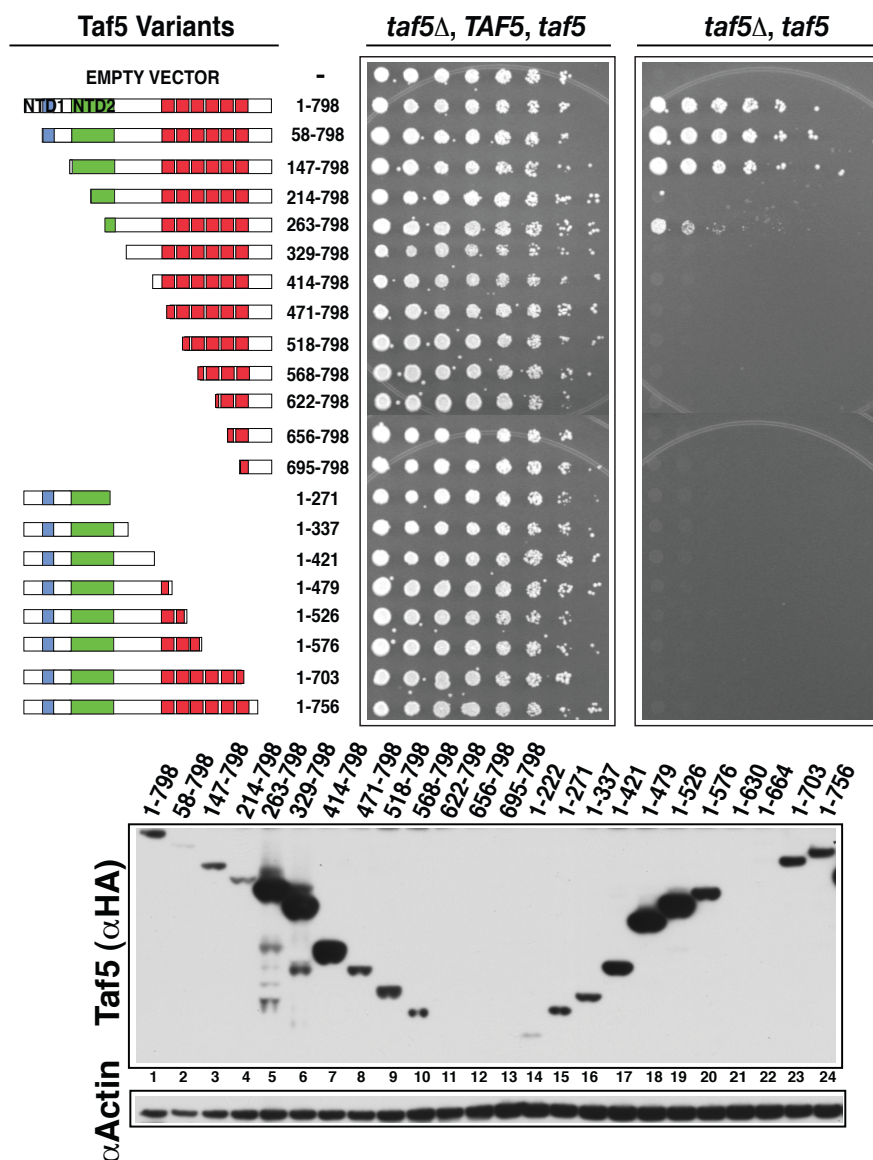 Taf5 Variants
taf5Δ, TAF5, taf5
taf5Δ, taf5
EMPTY VECTOR -
NTD1 NTD2 1-798
58-798
147-798
214-798
263-798
329-798
414-798
471-798
518-798
568-798
622-798
656-798
695-798
1-271
1-337
1-421
1-479
1-526
1-576
1-703
1-756
1-798 58-798 147-798 214-798 263-798 329-798 414-798 471-798 518-798 568-798 622-798 656-798 695-798 1-222 1-271 1-337 1-421 1-479 1-526 1-576 1-630 1-664 1-703 1-756
Taf5 (αHA)
1 2 3 4 5 6 7 8 9 10 11 12 13 14 15 16 17 18 19 20 21 22 23 24
αActin